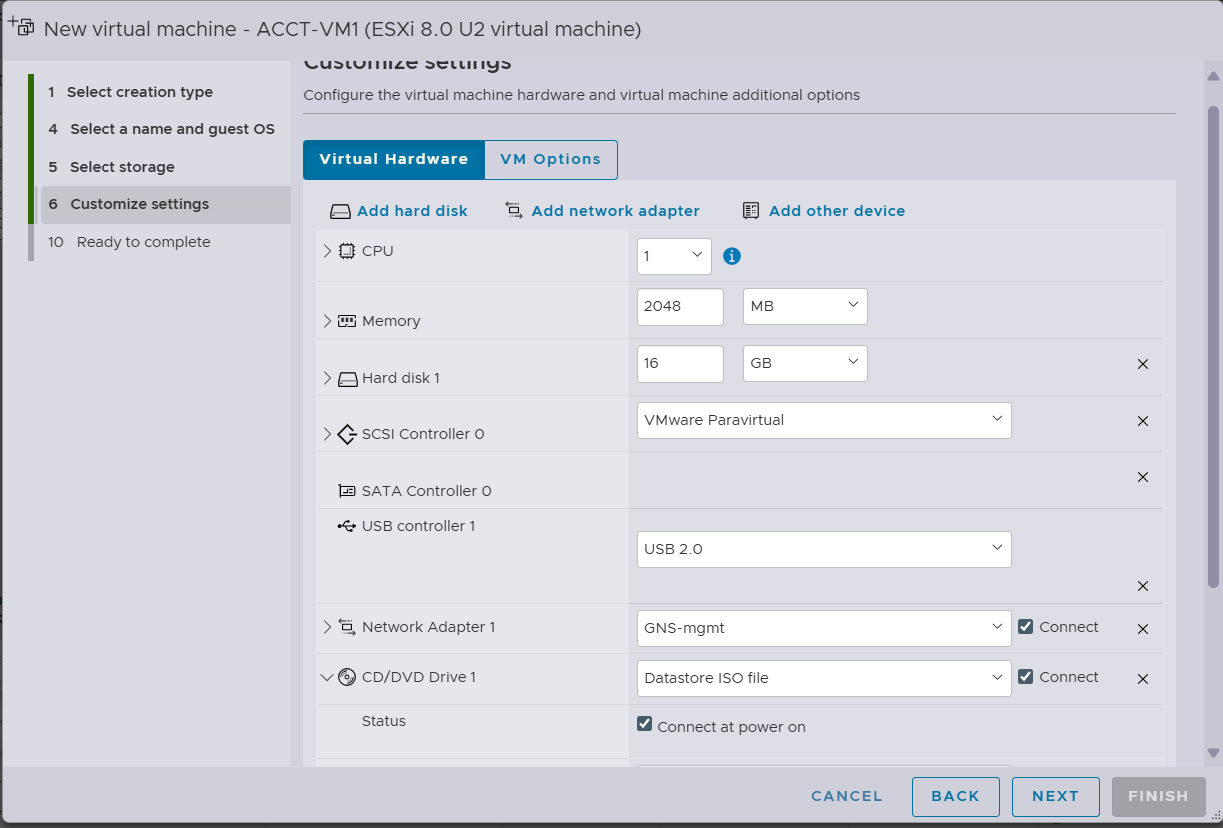 New virtual machine - ACCT-VM1 (ESXi 8.0 U2 virtual machine)
1 Select creation type
4 Select a name and guest OS
5 Select storage
6 Customize settings
10 Ready to complete
Customize settings
Configure the virtual machine hardware and virtual machine additional options
Virtual Hardware VM Options
Add hard disk Add network adapter Add other device
CPU 1
Memory 2048 MB
Hard disk 1 16 GB
SCSI Controller 0 VMware Paravirtual
SATA Controller 0
USB controller 1
USB 2.0
Network Adapter 1 GNS-mgmt Connect
CD/DVD Drive 1 Datastore ISO file Connect
Status Connect at power on
CANCEL BACK NEXT FINISH